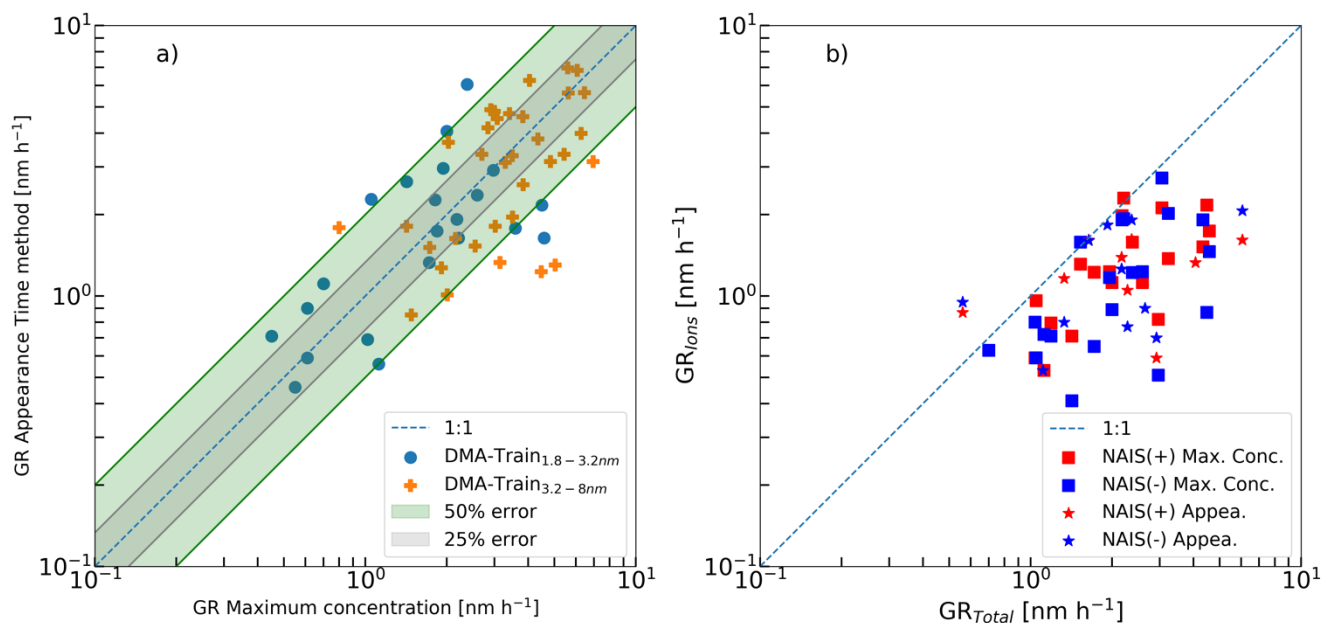 a)
GR Appearance Time method [nm h⁻¹]
10¹
10⁰
10⁻¹
1:1
DMA-Train₁.₈₋₃.₂ₙₘ
DMA-Train₃.₂₋₈ₙₘ
50% error
25% error
10⁻¹ 10⁰ 10¹
GR Maximum concentration [nm h⁻¹]
b)
GR_Ions [nm h⁻¹]
10¹
10⁰
10⁻¹
1:1
NAIS(+) Max. Conc.
NAIS(-) Max. Conc.
NAIS(+) Appea.
NAIS(-) Appea.
10⁻¹ 10⁰ 10¹
GR_Total [nm h⁻¹]